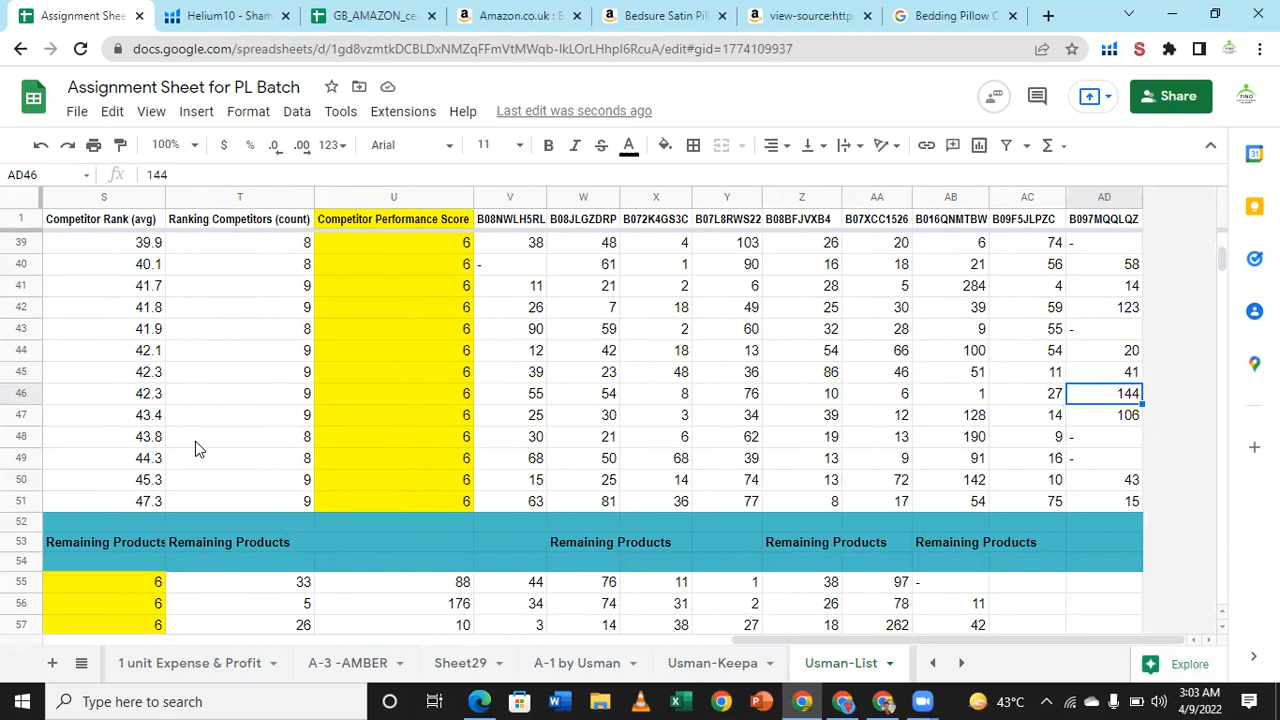 Assignment Sheet
Helium10 - Sham
GB_AMAZON_ce
Amazon.co.uk : B
Bedsure Satin Pil
view-source:http
Bedding Pillow C
docs.google.com/spreadsheets/d/1gd8vzmtkDCBLDxNMZqFFmVtMWqb-IkLOrLHhpI6RcuA/edit#gid=1774109937
Assignment Sheet for PL Batch
File Edit View Insert Format Data Tools Extensions Help Last edit was seconds ago
Share
100% $ % .0 .00 123 Arial 11 B I S A
AD46 fx 144
S T U V W X Y Z AA AB AC AD
1 Competitor Rank (avg) Ranking Competitors (count) Competitor Performance Score B08NWLH5RL B08JLGZDRP B072K4GS3C B07L8RWS22 B08BFJVXB4 B07XCC1526 B016QNMTBW B09F5JLPZC B097MQQLQZ
39 39.9 8 6 38 48 4 103 26 20 6 74 -
40 40.1 8 6 - 61 1 90 16 18 21 56 58
41 41.7 9 6 11 21 2 6 28 5 284 4 14
42 41.8 9 6 26 7 18 49 25 30 39 59 123
43 41.9 8 6 90 59 2 60 32 28 9 55 -
44 42.1 9 6 12 42 18 13 54 66 100 54 20
45 42.3 9 6 39 23 48 36 86 46 51 11 41
46 42.3 9 6 55 54 8 76 10 6 1 27 144
47 43.4 9 6 25 30 3 34 39 12 128 14 106
48 43.8 8 6 30 21 6 62 19 13 190 9 -
49 44.3 8 6 68 50 68 39 13 9 91 16 -
50 45.3 9 6 15 25 14 74 13 72 142 10 43
51 47.3 9 6 63 81 36 77 8 17 54 75 15
52
53 Remaining Products Remaining Products Remaining Products Remaining Products Remaining Products
54
55 6 33 88 44 76 11 1 38 97 -
56 6 5 176 34 74 31 2 26 78 11
57 6 26 10 3 14 38 27 18 262 42
1 unit Expense & Profit A-3 -AMBER Sheet29 A-1 by Usman Usman-Keepa Usman-List Explore
Type here to search
43°C
3:03 AM
4/9/2022